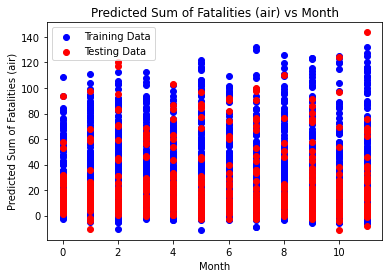 Predicted Sum of Fatalities (air) vs Month
Training Data
Testing Data
Predicted Sum of Fatalities (air)
140
120
100
80
60
40
20
0
0 2 4 6 8 10
Month